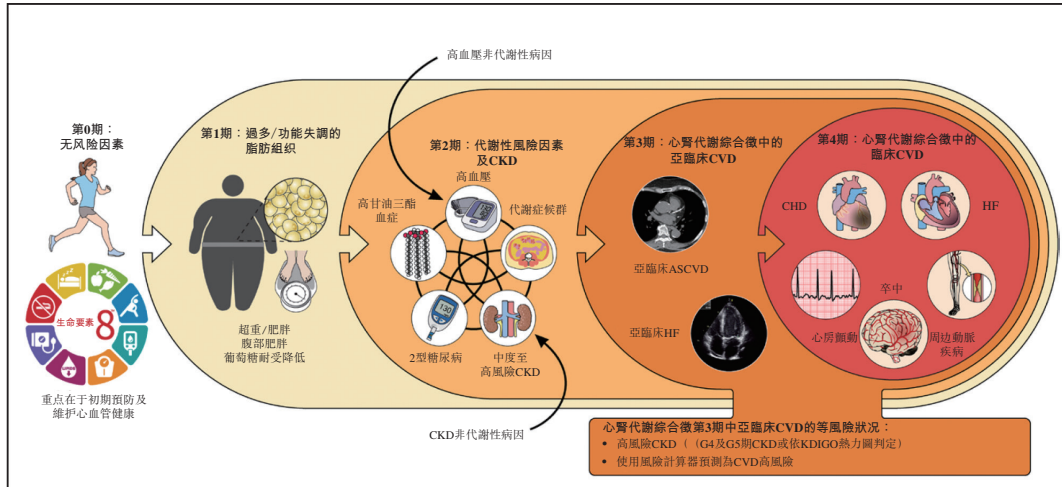 高血壓非代謝性病因
第0期：
无风险因素
生命要素 8
重点在于初期預防及
維护心血管健康
第1期：過多/功能失調的
脂肪組织
超重/肥胖
腹部肥胖
葡萄糖耐受降低
第2期：代謝性風險因素
及CKD
高血壓
高甘油三酯
血症
代謝症候群
2型糖尿病
中度至
高風險CKD
CKD非代謝性病因
第3期：心腎代謝綜合徵中的
亞臨床CVD
亞臨床ASCVD
亞臨床HF
第4期：心腎代謝綜合徵中的
臨床CVD
CHD
HF
心房顫動
卒中
周边動脈
疾病
心腎代謝綜合徵第3期中亞臨床CVD的等風險狀況：
• 高風險CKD（（G4及G5期CKD或依KDIGO熱力圖判定）
• 使用風險計算器預測為CVD高風險